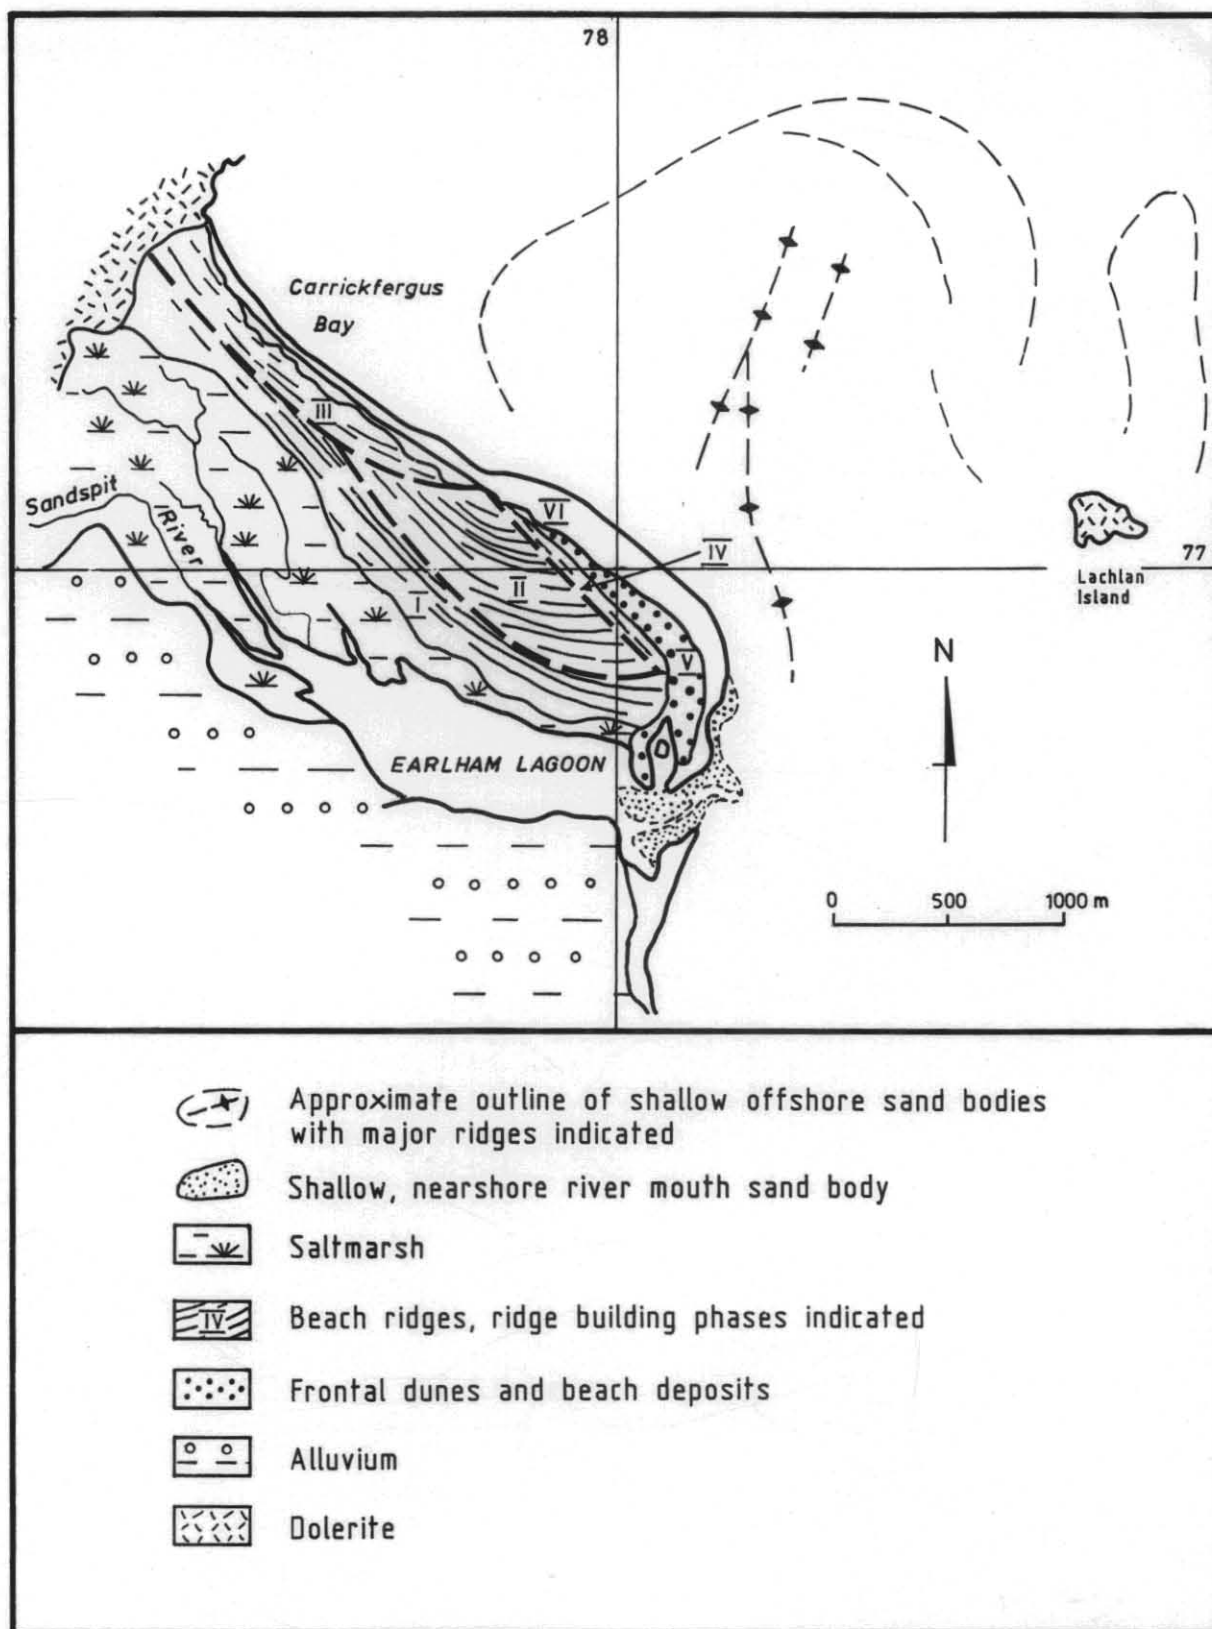 78
Carrickfergus
Bay
III
Sandspit
River
VI
IV
77
I
II
Lachlan
Island
V
N
EARLHAM LAGOON
0 500 1000 m
Approximate outline of shallow offshore sand bodies
with major ridges indicated
Shallow, nearshore river mouth sand body
Saltmarsh
IV
Beach ridges, ridge building phases indicated
Frontal dunes and beach deposits
Alluvium
Dolerite